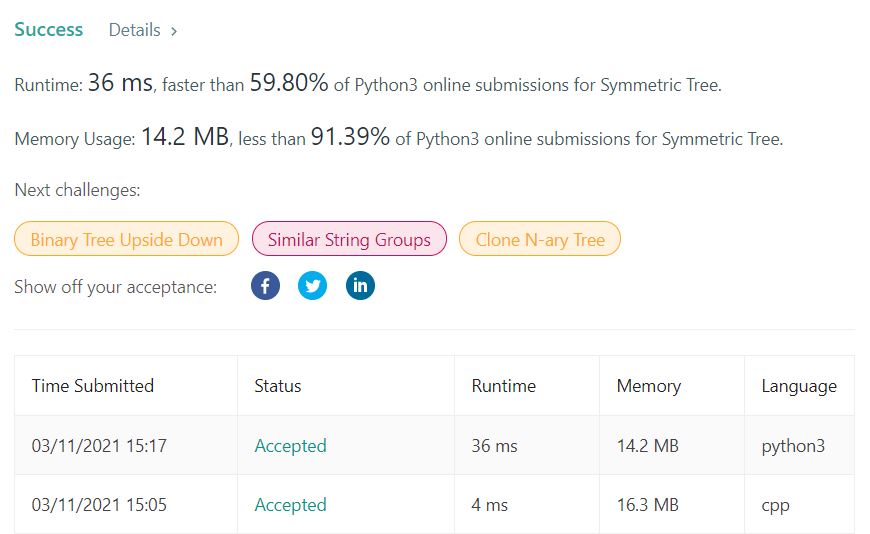 Success Details >
Runtime: 36 ms, faster than 59.80% of Python3 online submissions for Symmetric Tree.
Memory Usage: 14.2 MB, less than 91.39% of Python3 online submissions for Symmetric Tree.
Next challenges:
Binary Tree Upside Down Similar String Groups Clone N-ary Tree
Show off your acceptance: f in
Time Submitted Status Runtime Memory Language
03/11/2021 15:17 Accepted 36 ms 14.2 MB python3
03/11/2021 15:05 Accepted 4 ms 16.3 MB cpp